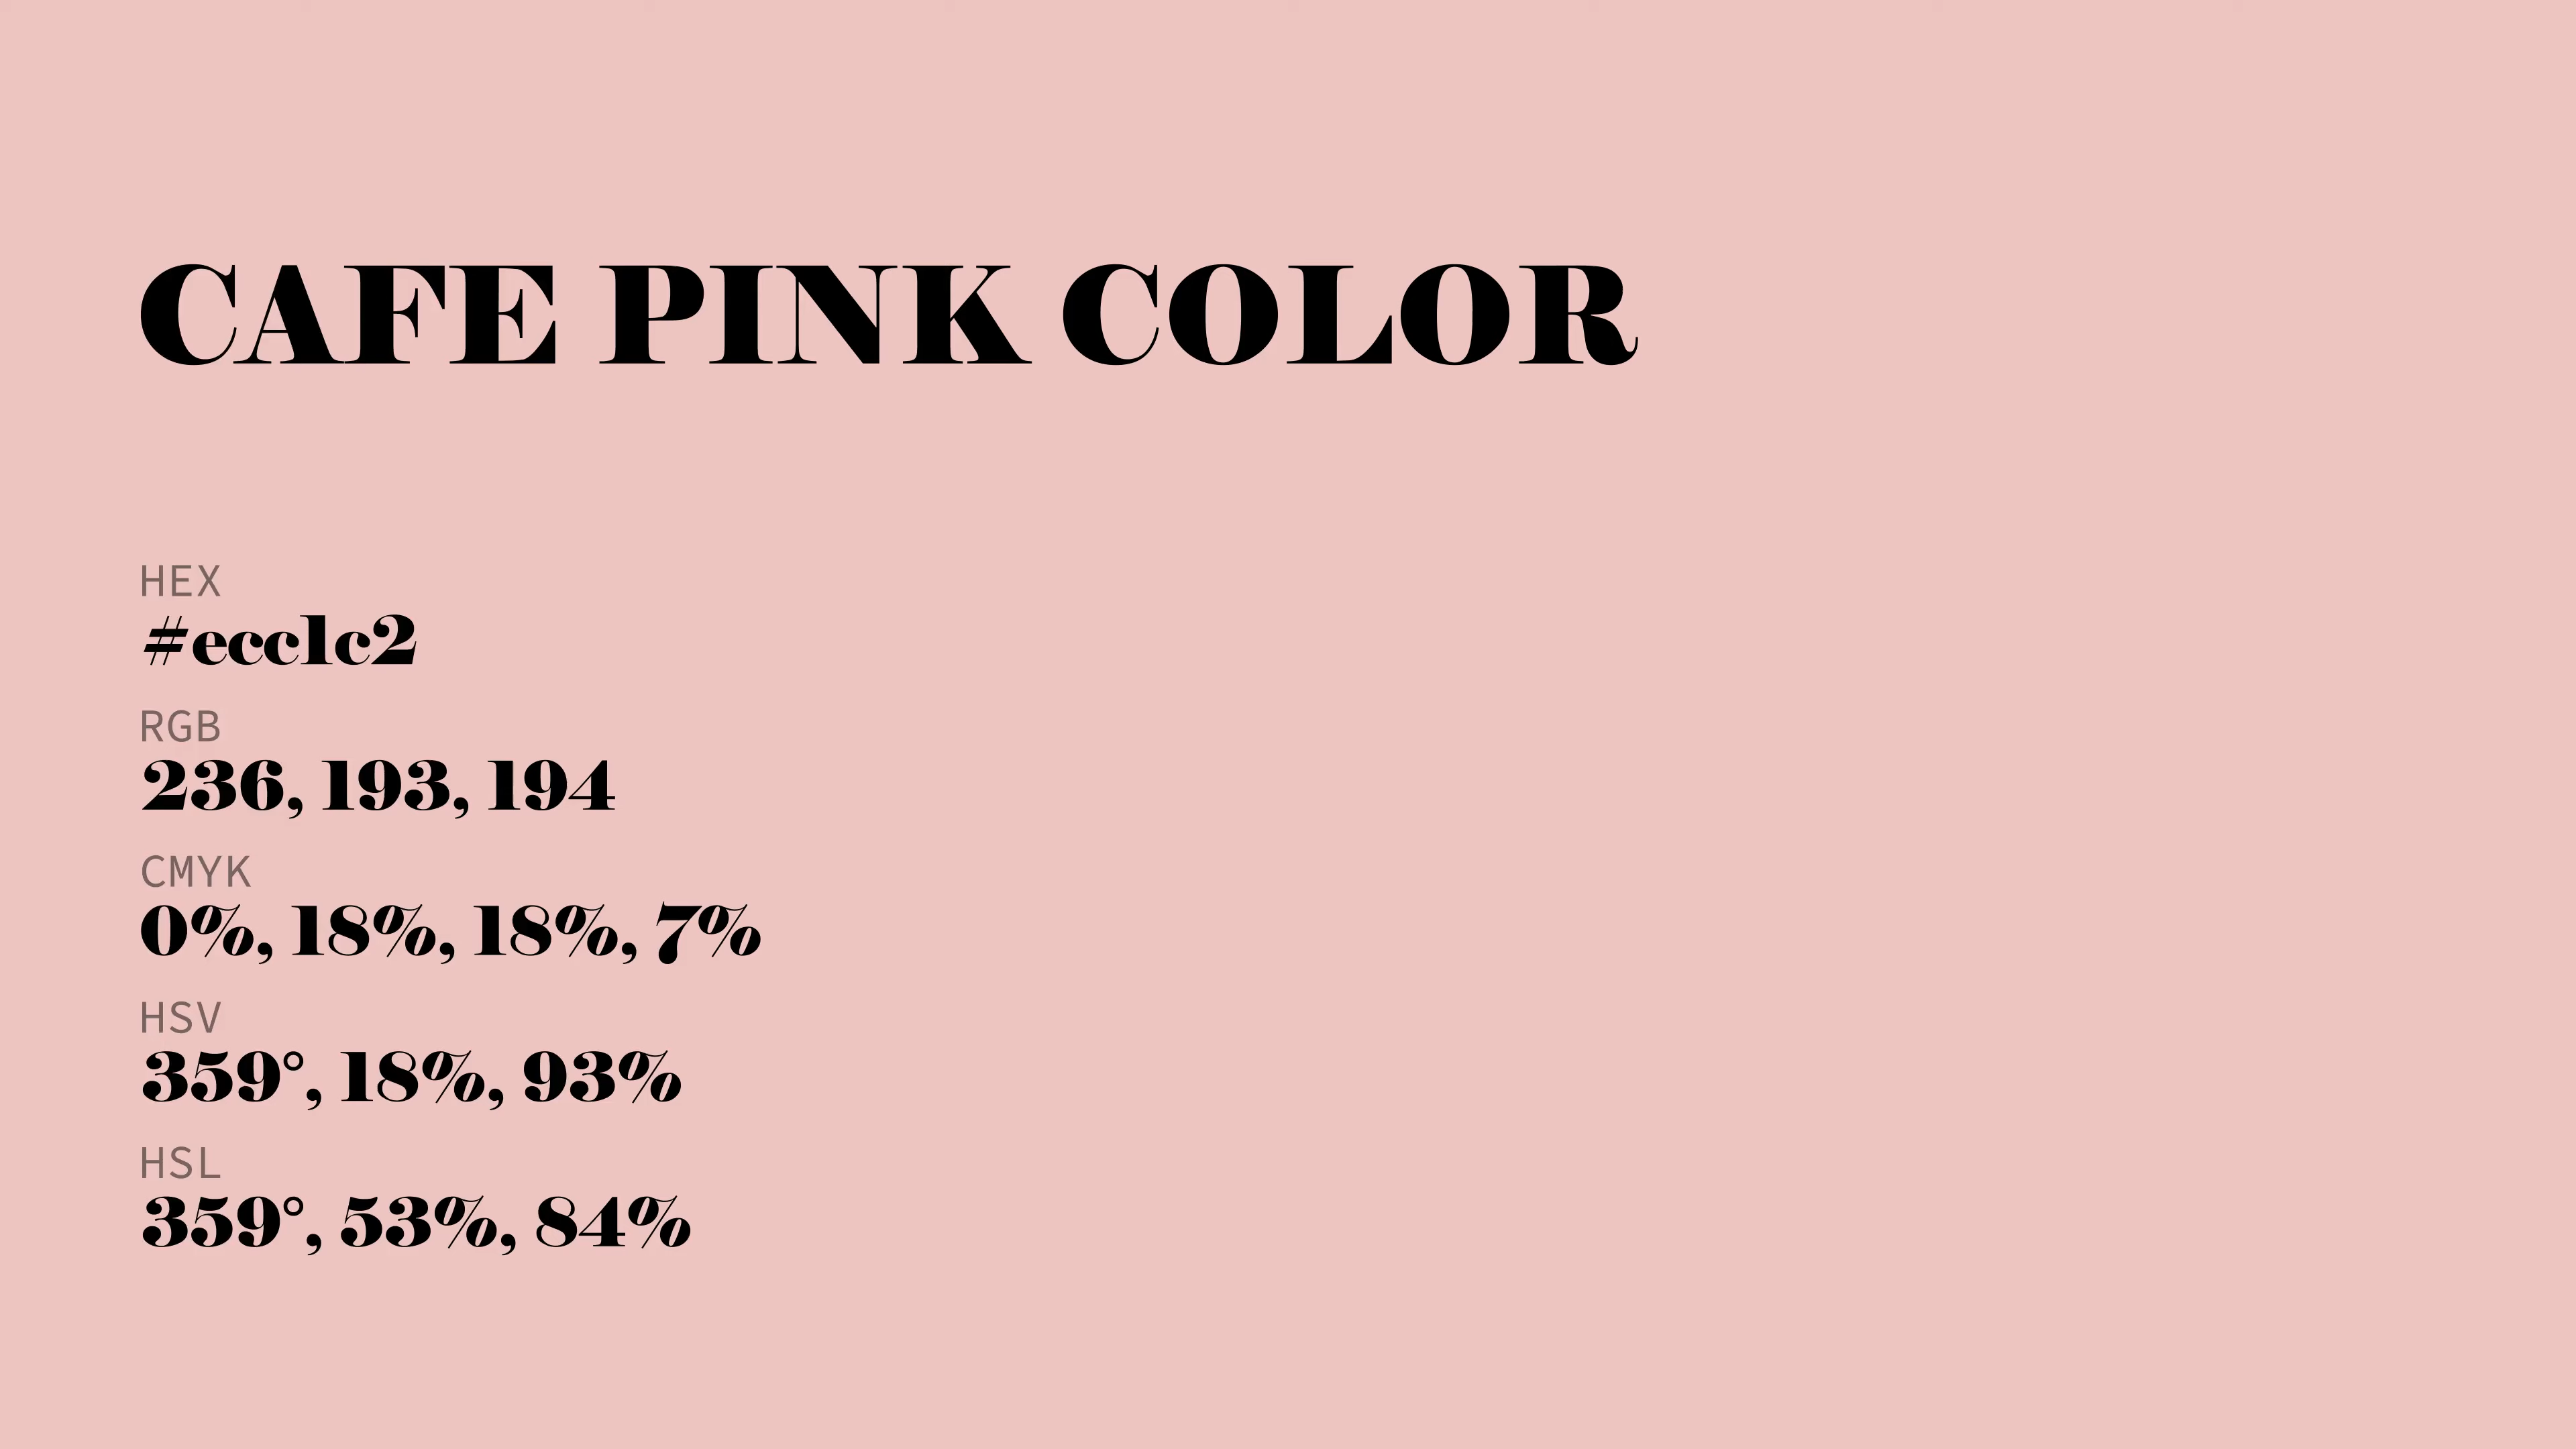 CAFE PINK COLOR
HEX
#ecc1c2
RGB
236, 193, 194
CMYK
0%, 18%, 18%, 7%
HSV
359°, 18%, 93%
HSL
359°, 53%, 84%